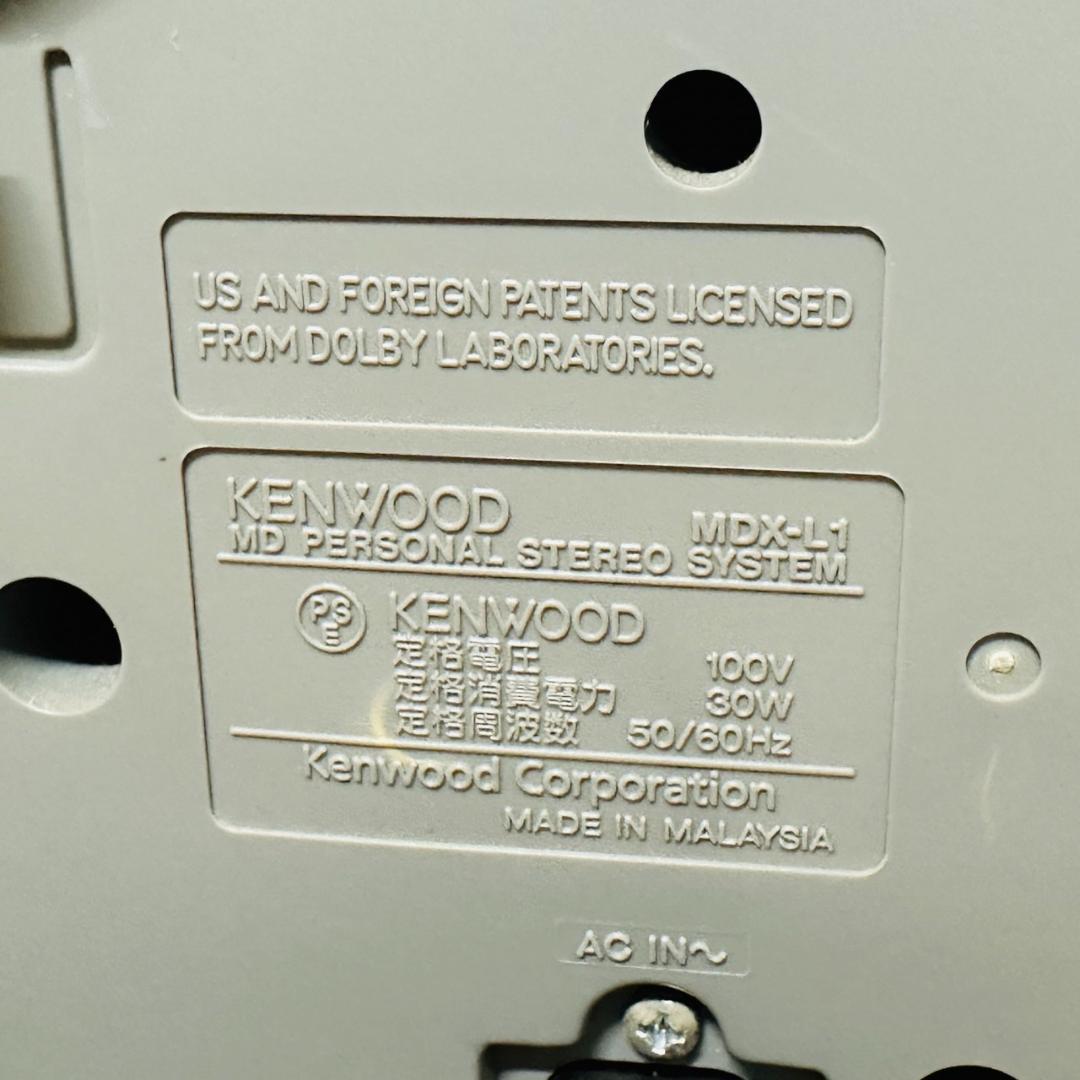 US AND FOREIGN PATENTS LICENSED
FROM DOLBY LABORATORIES.
KENWOOD MDX-L1
MD PERSONAL STEREO SYSTEM
PS E KENWOOD
定格電圧 100V
定格消費電力 30W
定格周波数 50/60Hz
Kenwood Corporation
MADE IN MALAYSIA
AC IN~